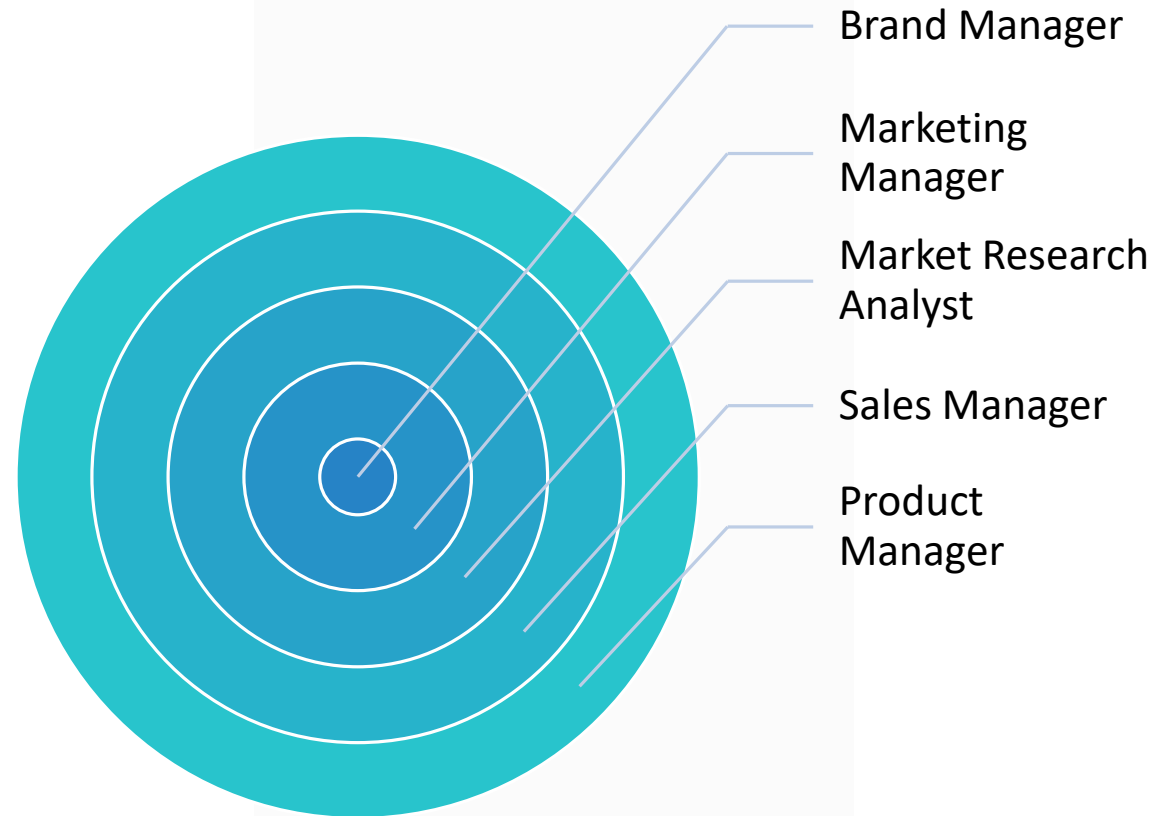 Brand Manager
Marketing
Manager
Market Research
Analyst
Sales Manager
Product
Manager